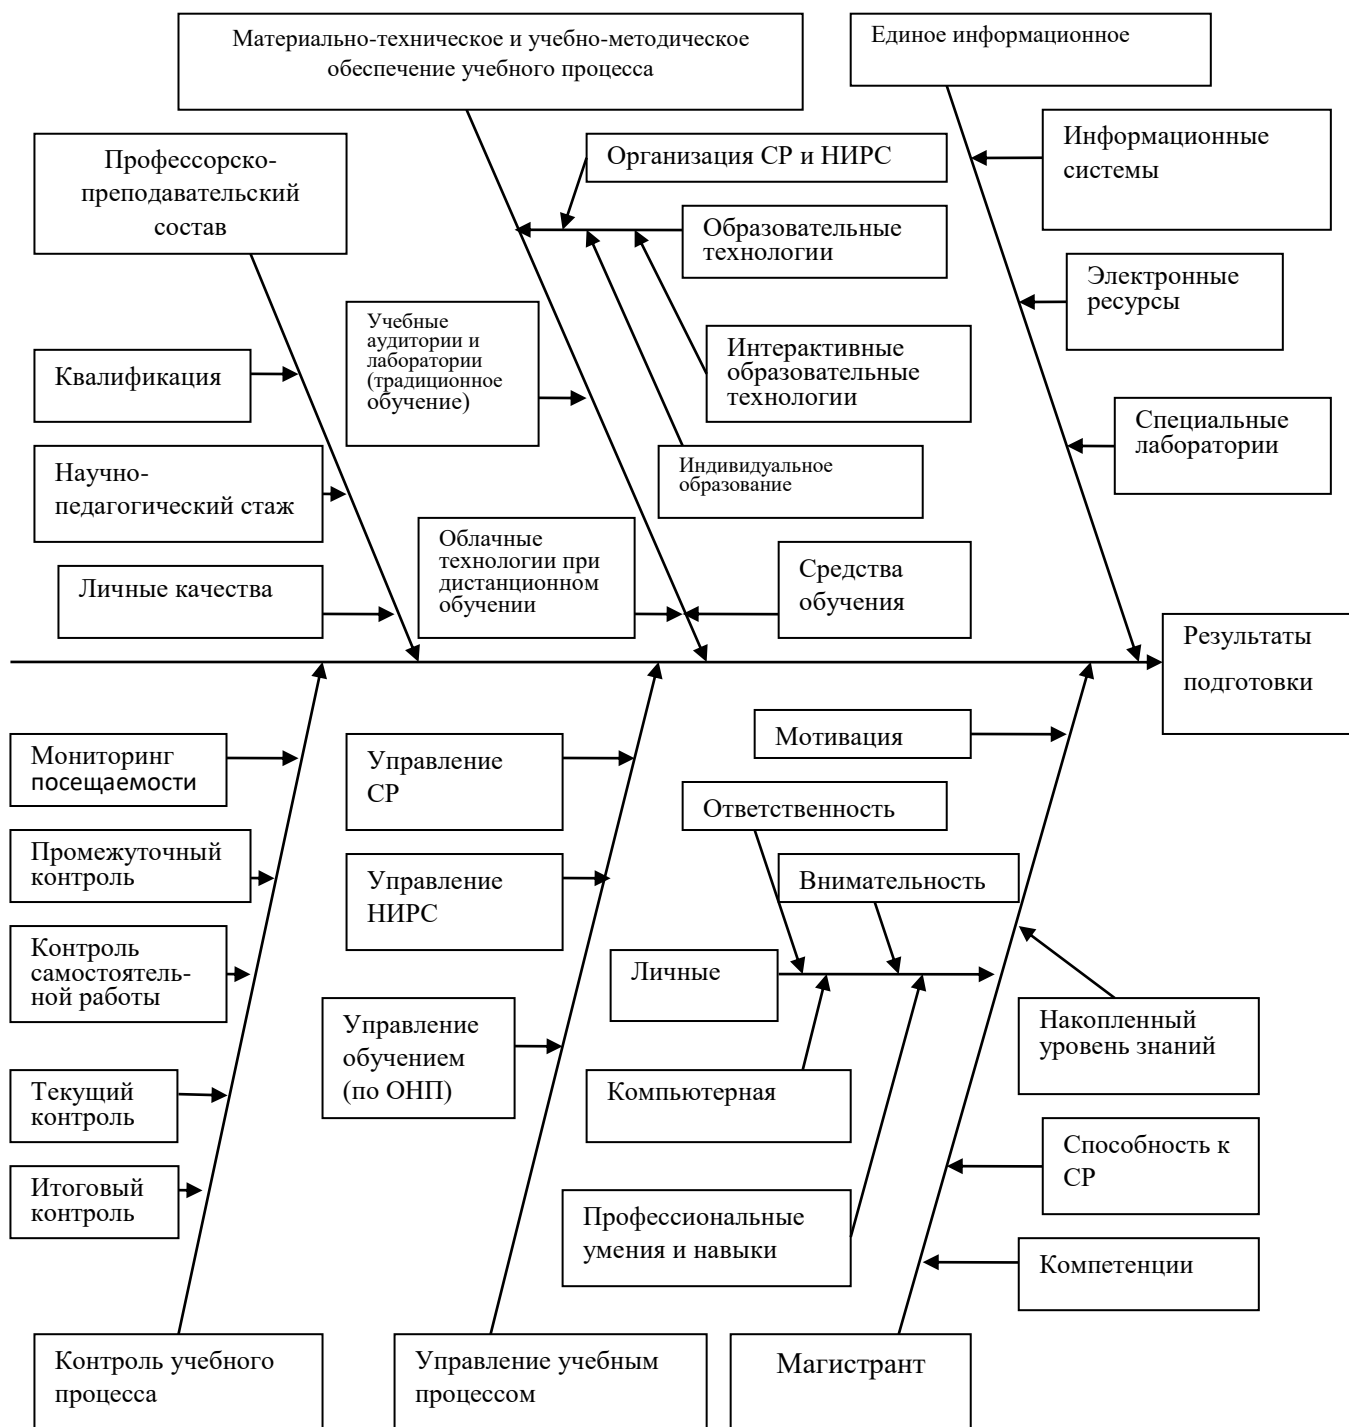 Материально-техническое и учебно-методическое
обеспечение учебного процесса
Единое информационное
Профессорско-
преподавательский
состав
Организация СР и НИРС
Информационные
системы
Образовательные
технологии
Электронные
ресурсы
Учебные
аудитории и
лаборатории
(традиционное
обучение)
Интерактивные
образовательные
технологии
Квалификация
Специальные
лаборатории
Научно-
педагогический стаж
Индивидуальное
образование
Облачные
технологии при
дистанционном
обучении
Средства
обучения
Личные качества
Результаты
подготовки
Мониторинг
посещаемости
Управление
СР
Мотивация
Ответственность
Промежуточный
контроль
Управление
НИРС
Внимательность
Контроль
самостоятель-
ной работы
Личные
Управление
обучением
(по ОНП)
Накопленный
уровень знаний
Текущий
контроль
Компьютерная
Способность к
СР
Итоговый
контроль
Профессиональные
умения и навыки
Компетенции
Контроль учебного
процесса
Управление учебным
процессом
Магистрант